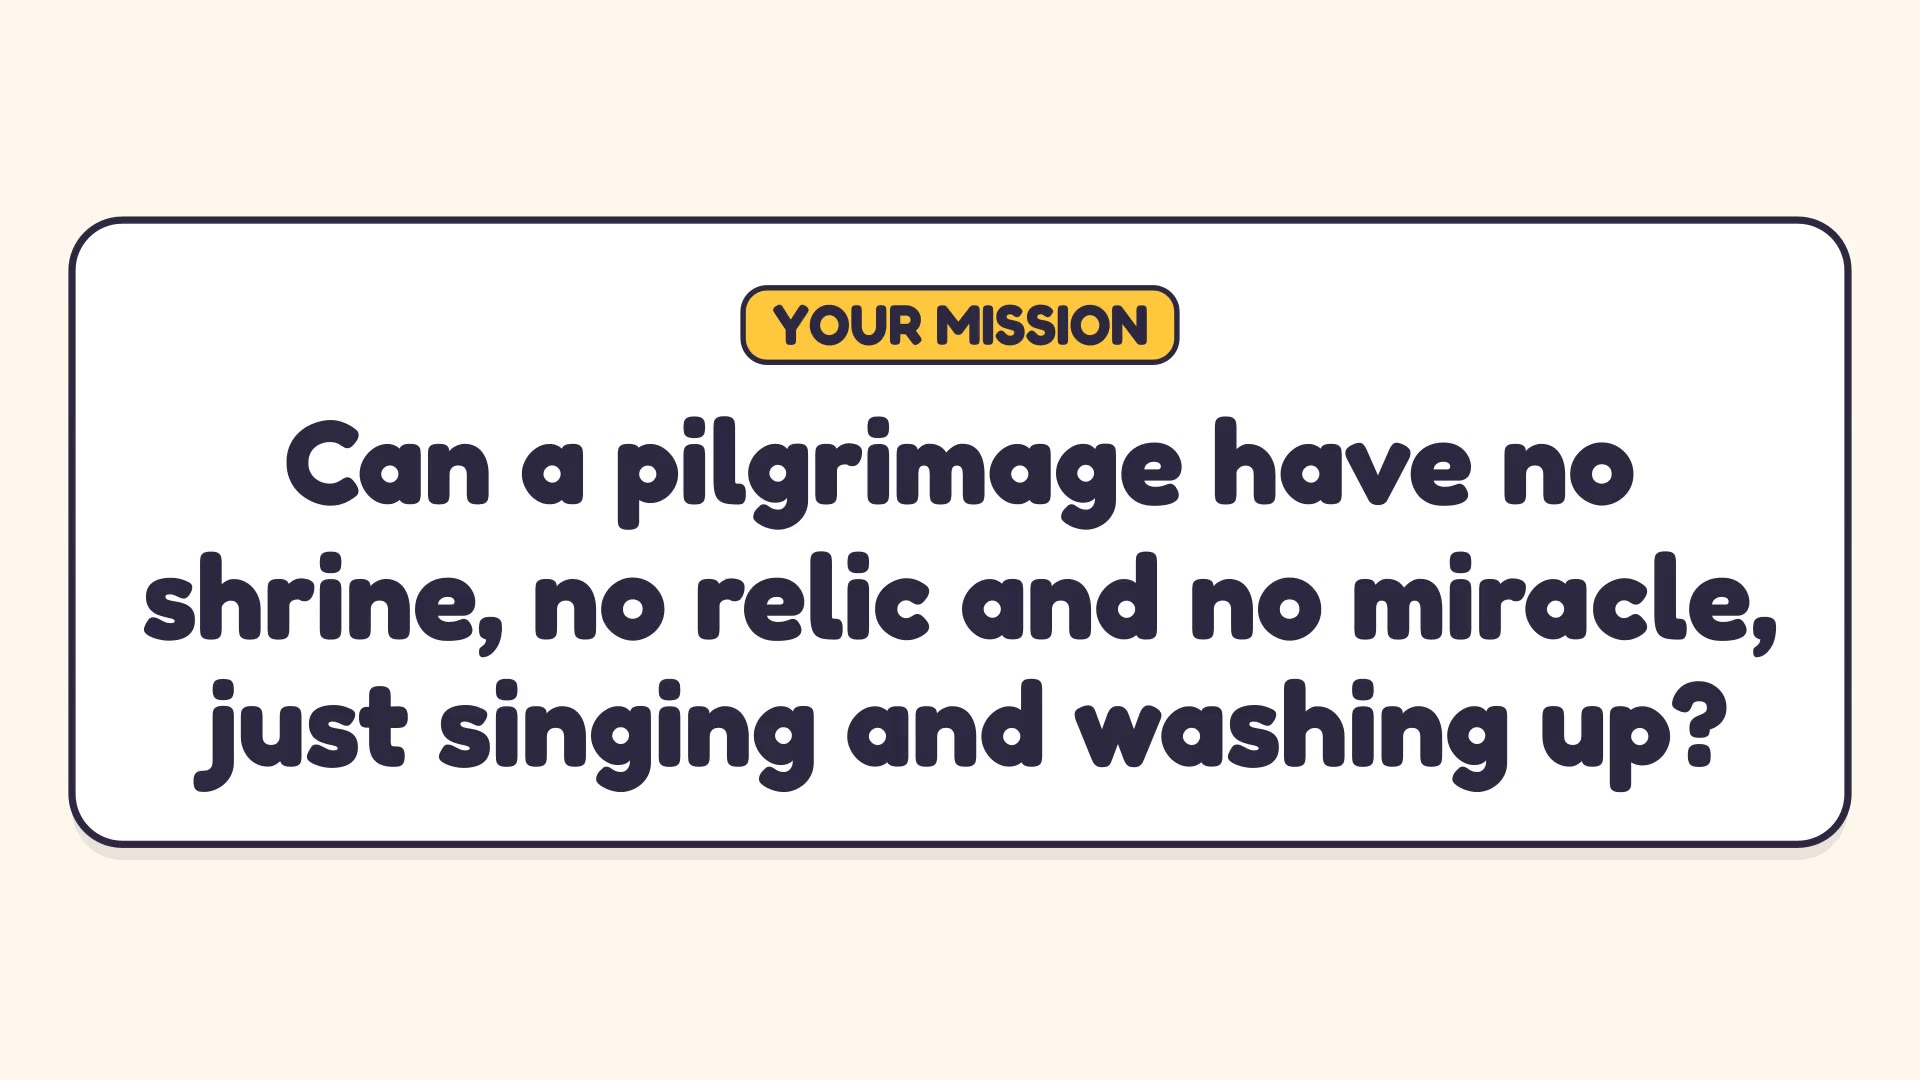 YOUR MISSION
Can a pilgrimage have no
shrine, no relic and no miracle,
just singing and washing up?